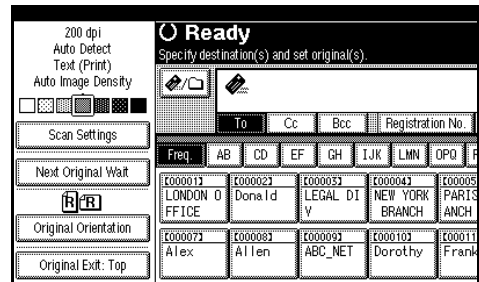 200 dpi
Auto Detect
Text (Print)
Auto Image Density
Scan Settings
Next Original Wait
R R
Original Orientation
Original Exit: Top
Ready
Specify destination(s) and set original(s).
To Cc Bcc Registration No.
Freq. AB CD EF GH IJK LMN OPQ
[00001] [00002] [00003] [00004] [00005
LONDON O Donald LEGAL DI NEW YORK PARIS
FFICE V BRANCH ANCH
[00007] [00008] [00009] [00010] [00011
Alex Allen ABC_NET Dorothy Frank